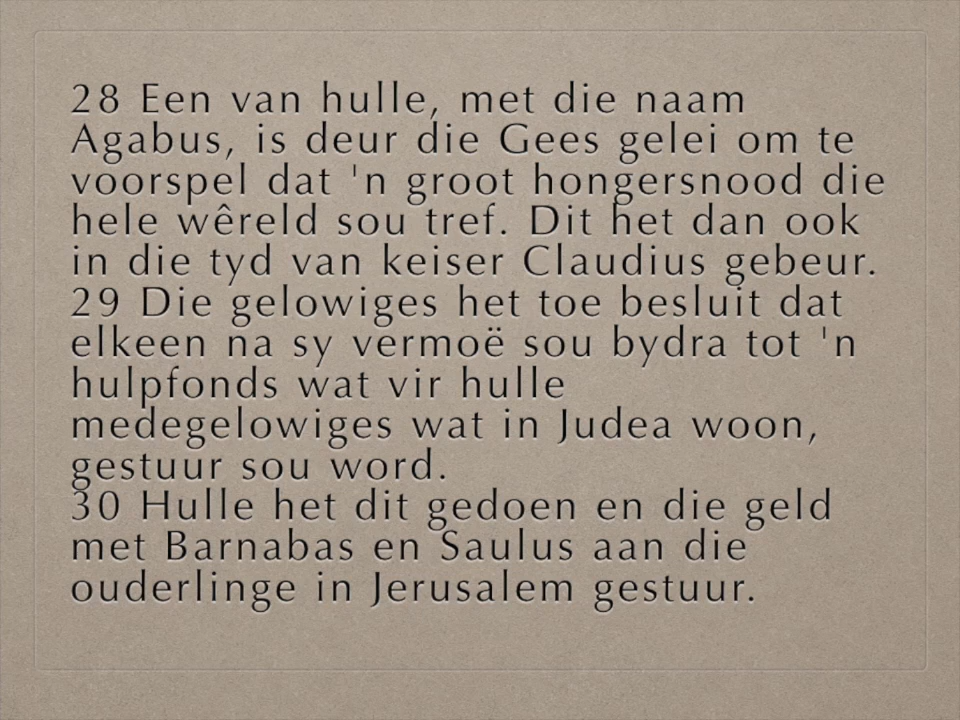 28 Een van hulle, met die naam
Agabus, is deur die Gees gelei om te
voorspel dat 'n groot hongersnood die
hele wêreld sou tref. Dit het dan ook
in die tyd van keiser Claudius gebeur.
29 Die gelowiges het toe besluit dat
elkeen na sy vermoë sou bydra tot 'n
hulpfonds wat vir hulle
medegelowiges wat in Judea woon,
gestuur sou word.
30 Hulle het dit gedoen en die geld
met Barnabas en Saulus aan die
ouderlinge in Jerusalem gestuur.